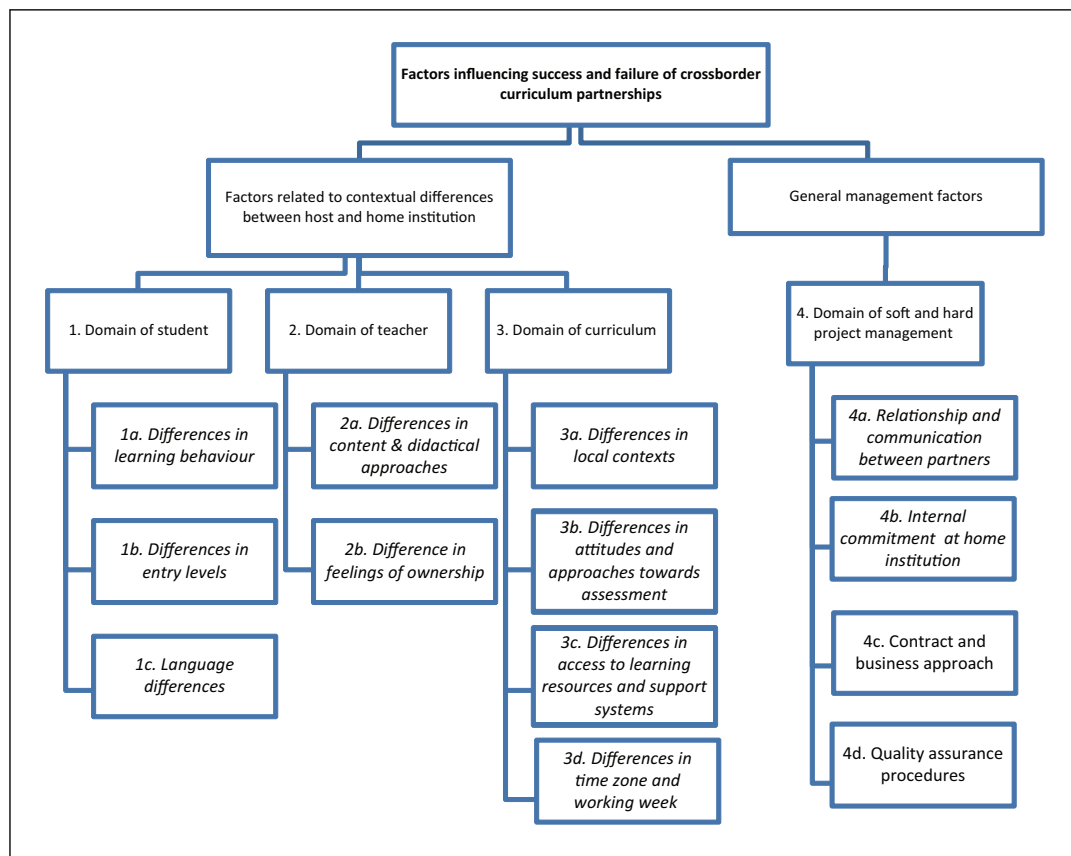 Factors influencing success and failure of crossborder
curriculum partnerships
Factors related to contextual differences
between host and home institution
General management factors
1. Domain of student
2. Domain of teacher
3. Domain of curriculum
4. Domain of soft and hard
project management
1a. Differences in
learning behaviour
1b. Differences in
entry levels
1c. Language
differences
2a. Differences in
content & didactical
approaches
2b. Difference in
feelings of ownership
3a. Differences in
local contexts
3b. Differences in
attitudes and
approaches towards
assessment
3c. Differences in
access to learning
resources and support
systems
3d. Differences in
time zone and
working week
4a. Relationship and
communication
between partners
4b. Internal
commitment at home
institution
4c. Contract and
business approach
4d. Quality assurance
procedures